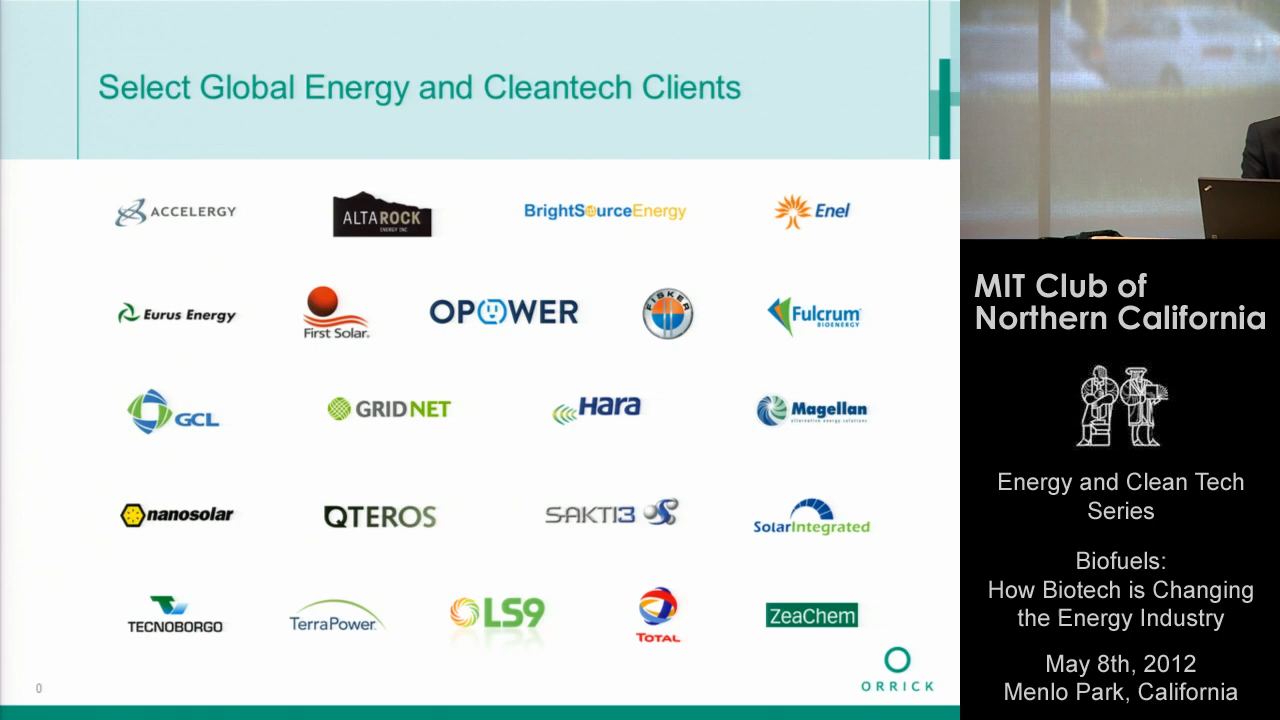 Select Global Energy and Cleantech Clients
ACCELERGY
ALTAROCK
ENERGY INC
BrightSourceEnergy
Enel
Eurus Energy
First Solar.
OPOWER
FISKER
Fulcrum
BIOENERGY
GCL
GRID NET
HARA
Magellan
alternative energy solutions
nanosolar
QTEROS
SAKTI3
SolarIntegrated
TECNOBORGO
TerraPower
LS9
TOTAL
ZeaChem
ORRICK
0
MIT Club of
Northern California
Energy and Clean Tech
Series
Biofuels:
How Biotech is Changing
the Energy Industry
May 8th, 2012
Menlo Park, California